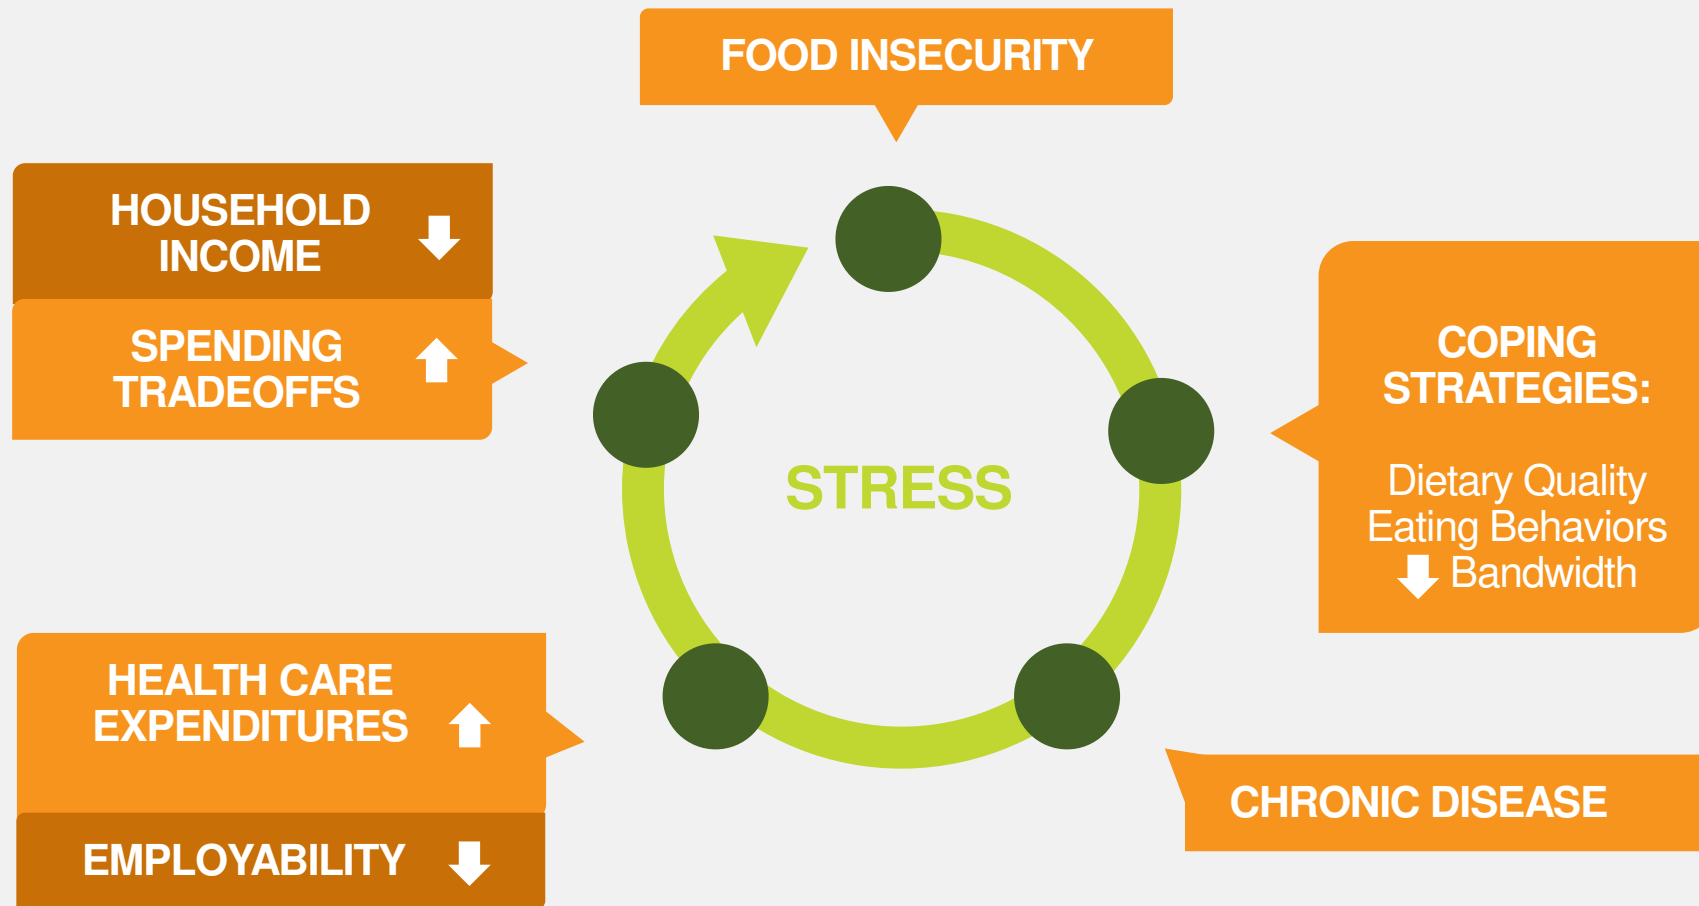 FOOD INSECURITY
HOUSEHOLD
INCOME
SPENDING
TRADEOFFS
STRESS
COPING
STRATEGIES:
Dietary Quality
Eating Behaviors
Bandwidth
HEALTH CARE
EXPENDITURES
EMPLOYABILITY
CHRONIC DISEASE